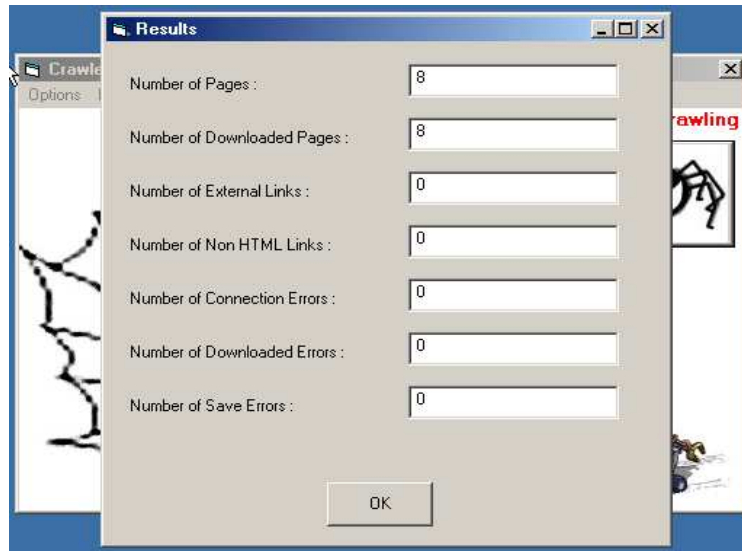 Results
Crawle
Options
awling
Number of Pages :
8
Number of Downloaded Pages :
8
Number of External Links :
0
Number of Non HTML Links :
0
Number of Connection Errors :
0
Number of Downloaded Errors :
0
Number of Save Errors :
0
OK